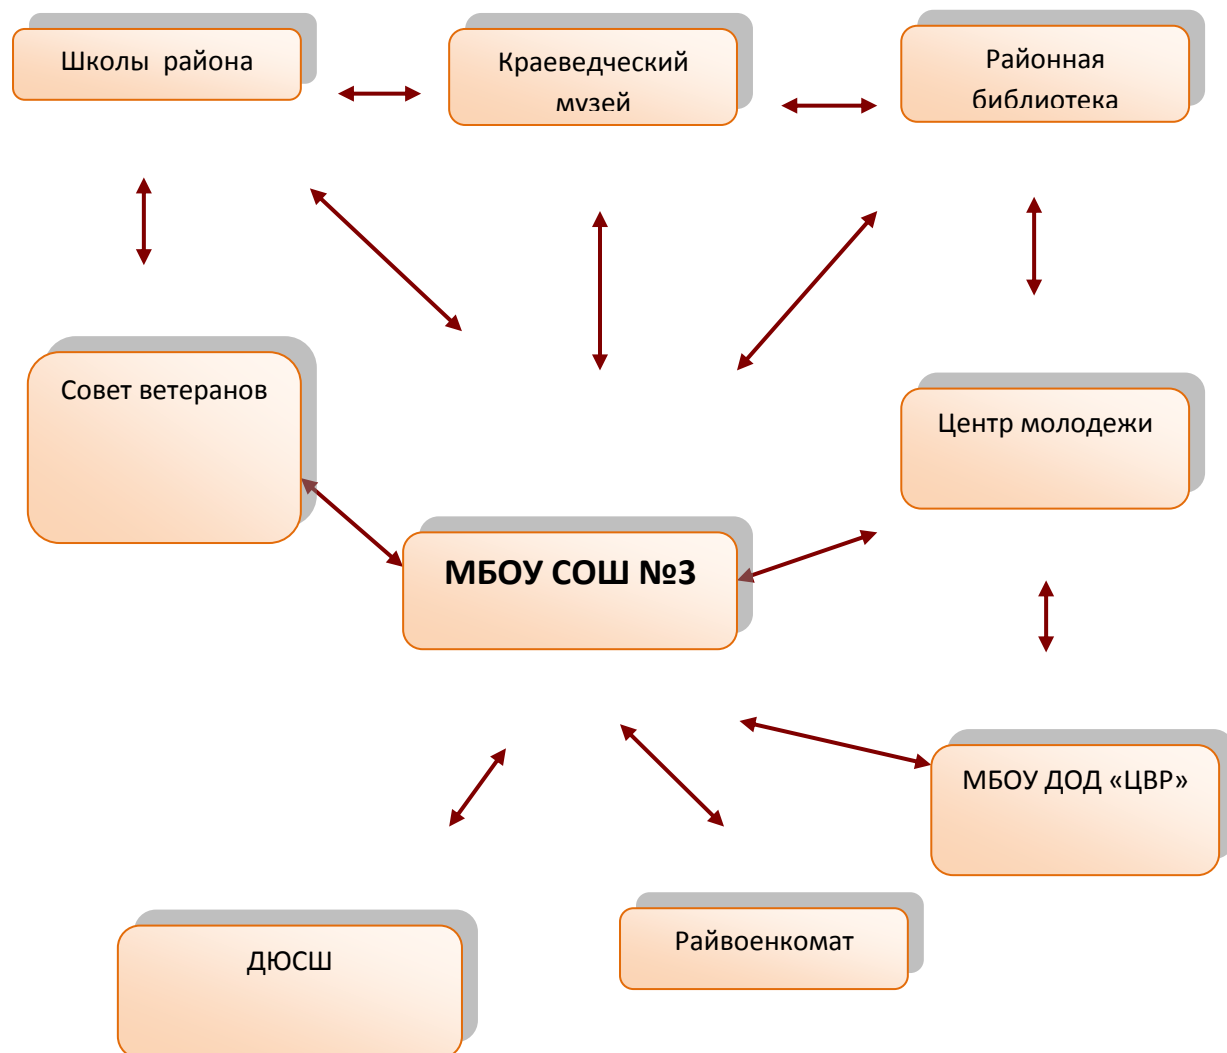 Школы  района
Краеведческий
музей
Районная
библиотека
Совет ветеранов
Центр молодежи
МБОУ СОШ №3
МБОУ ДОД «ЦВР»
Райвоенкомат
ДЮСШ